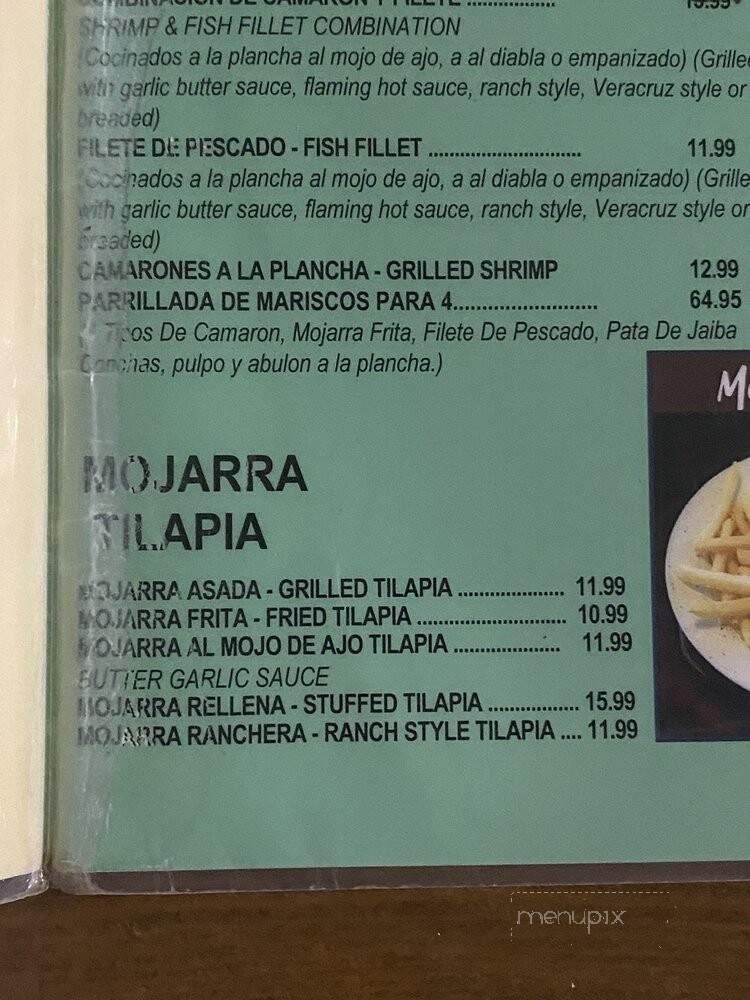 COMBINACION DE CAMARON Y FILETE .................
SHRIMP & FISH FILLET COMBINATION
(Cocinados a la plancha al mojo de ajo, a al diabla o empanizado) (Grilled
with garlic butter sauce, flaming hot sauce, ranch style, Veracruz style or
breaded)
FILETE DE PESCADO - FISH FILLET ............................. 11.99
(Cocinados a la plancha al mojo de ajo, a al diabla o empanizado) (Grille
with garlic butter sauce, flaming hot sauce, ranch style, Veracruz style or
breaded)
CAMARONES A LA PLANCHA - GRILLED SHRIMP 12.99
PARRILLADA DE MARISCOS PARA 4........................... 64.95
De Camaron, Mojarra Frita, Filete De Pescado, Pata De Jaiba
Conchas, pulpo y abulon a la plancha.)
Mo
MOJARRA
TILAPIA
MOJARRA ASADA - GRILLED TILAPIA .................... 11.99
MOJARRA FRITA - FRIED TILAPIA ............................ 10.99
MOJARRA AL MOJO DE AJO TILAPIA .................... 11.99
BUTTER GARLIC SAUCE
MOJARRA RELLENA - STUFFED TILAPIA ................. 15.99
MOJARRA RANCHERA - RANCH STYLE TILAPIA .... 11.99
menupix